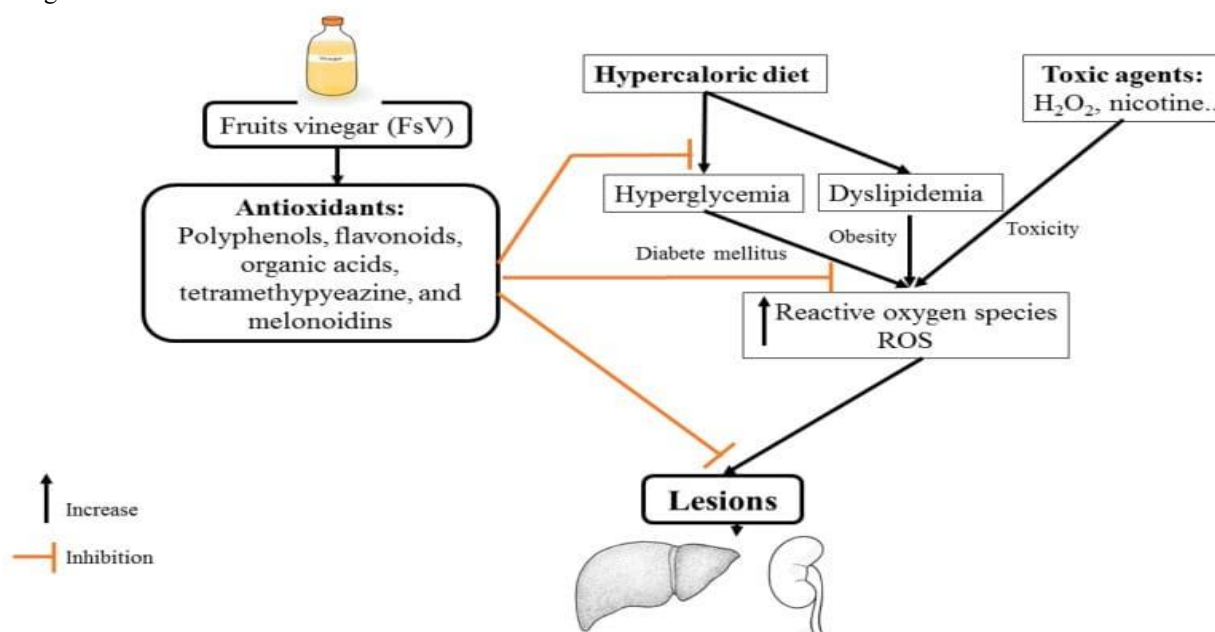 Vinegar
Fruits vinegar (FsV)
Antioxidants:
Polyphenols, flavonoids,
organic acids,
tetramethypyeazine, and
melonoidins
Hypercaloric diet
Toxic agents:
H₂O₂, nicotine..
Hyperglycemia
Dyslipidemia
Diabete mellitus
Obesity
Toxicity
Reactive oxygen species
ROS
Lesions
Increase
Inhibition